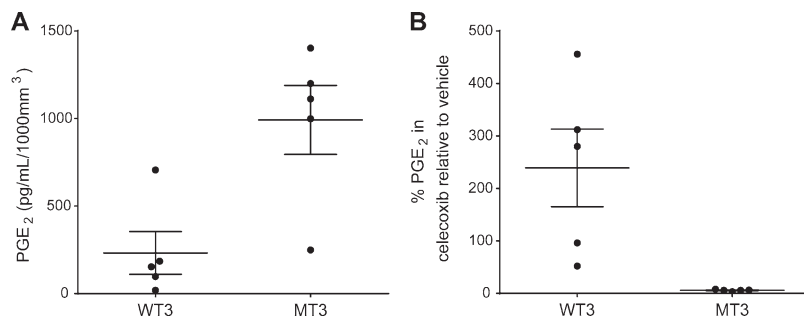 A
PGE2 (pg/mL/1000mm3)
1500
1000
500
0
WT3
MT3
B
% PGE2 in
celecoxib relative to vehicle
500
400
300
200
100
0
WT3
MT3